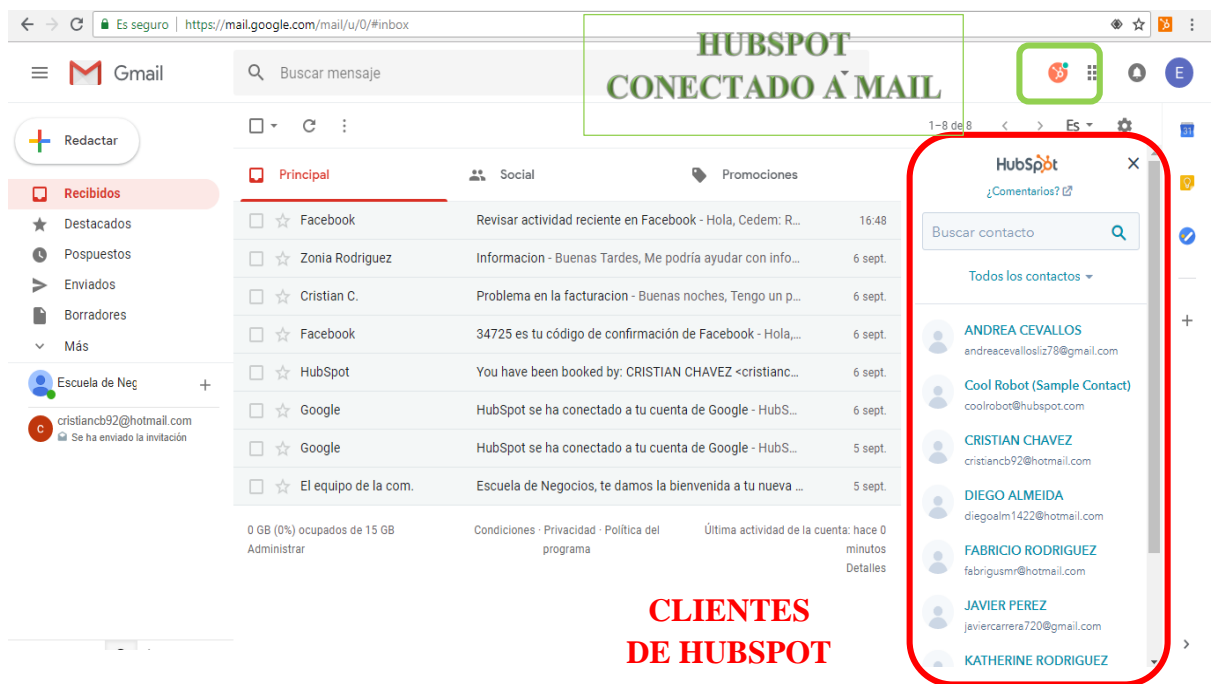 Es seguro | https://mail.google.com/mail/u/0/#inbox
HUBSPOT
CONECTADO A MAIL
Gmail
Buscar mensaje
E
Redactar
1–8 de 8
Es
31
Principal
Social
Promociones
Recibidos
Destacados
Pospuestos
Enviados
Borradores
Más
Escuela de Neg
C
cristiancb92@hotmail.com
Se ha enviado la invitación
Facebook Revisar actividad reciente en Facebook - Hola, Cedem: R... 16:48
Zonia Rodriguez Informacion - Buenas Tardes, Me podría ayudar con info... 6 sept.
Cristian C. Problema en la facturacion - Buenas noches, Tengo un p... 6 sept.
Facebook 34725 es tu código de confirmación de Facebook - Hola,... 6 sept.
HubSpot You have been booked by: CRISTIAN CHAVEZ <cristianc... 6 sept.
Google HubSpot se ha conectado a tu cuenta de Google - HubS... 6 sept.
Google HubSpot se ha conectado a tu cuenta de Google - HubS... 5 sept.
El equipo de la com. Escuela de Negocios, te damos la bienvenida a tu nueva ... 5 sept.
0 GB (0%) ocupados de 15 GB
Administrar
Condiciones · Privacidad · Política del
programa
Última actividad de la cuenta: hace 0
minutos
Detalles
HubSpot
¿Comentarios?
Buscar contacto
Todos los contactos
ANDREA CEVALLOS
andreacevallosliz78@gmail.com
Cool Robot (Sample Contact)
coolrobot@hubspot.com
CRISTIAN CHAVEZ
cristiancb92@hotmail.com
DIEGO ALMEIDA
diegoalm1422@hotmail.com
FABRICIO RODRIGUEZ
fabrigusmr@hotmail.com
JAVIER PEREZ
javiercarrera720@gmail.com
KATHERINE RODRIGUEZ
CLIENTES
DE HUBSPOT